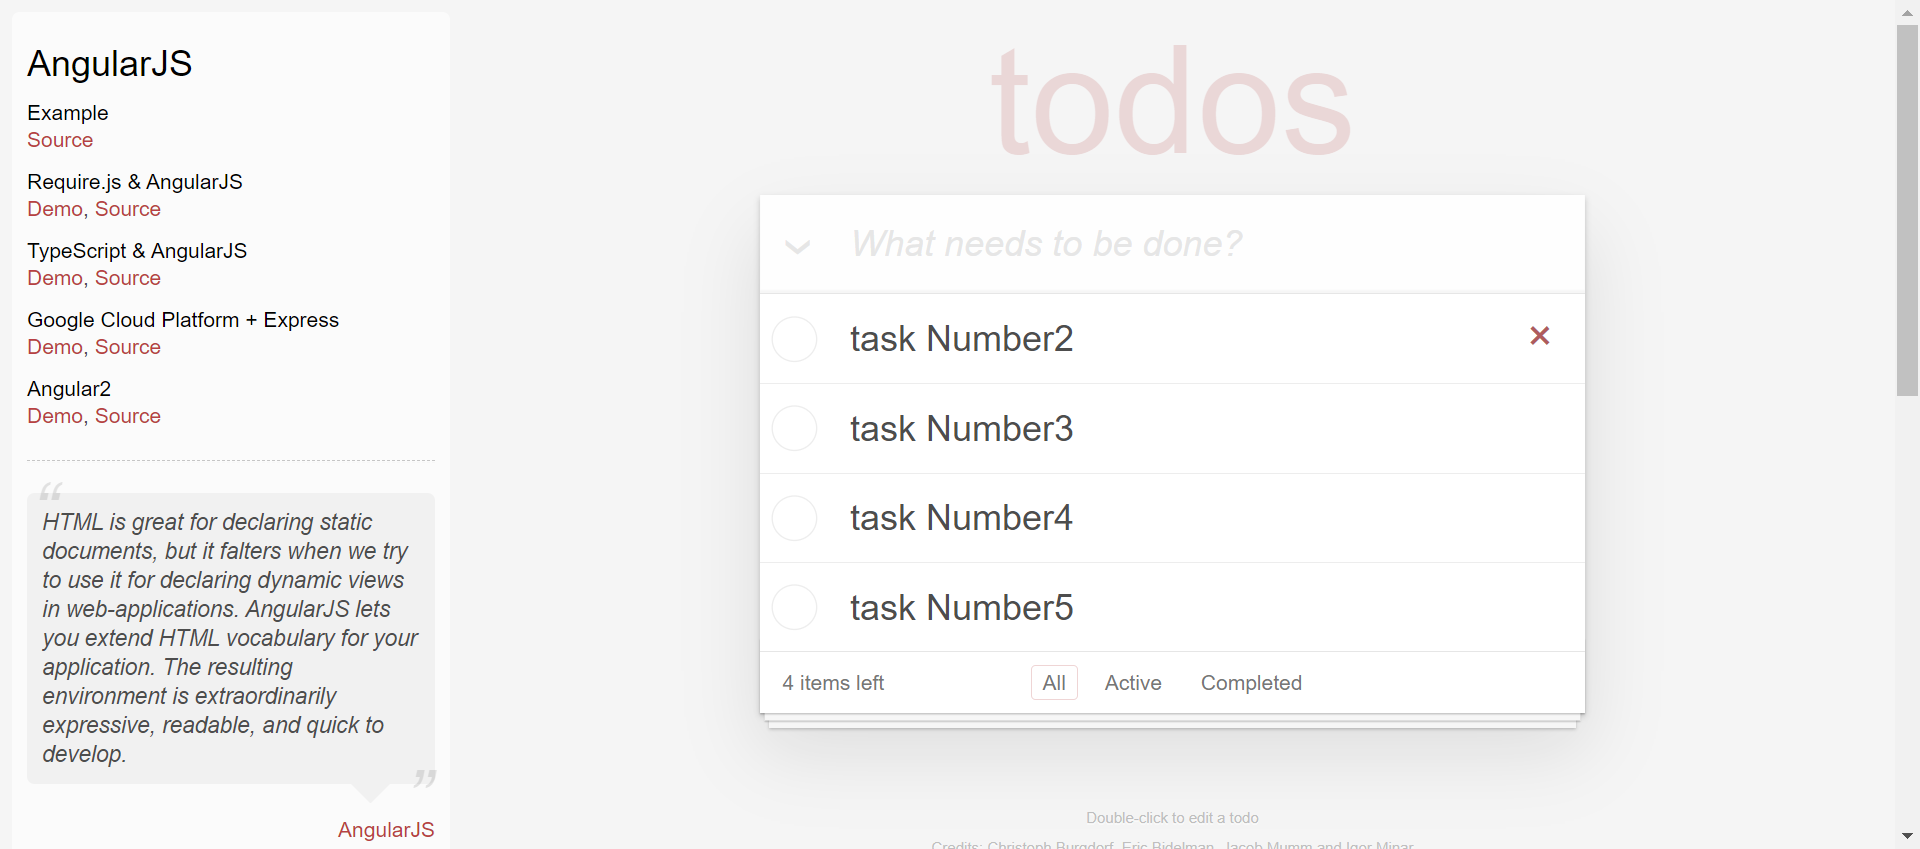 AngularJS
Example
Source
Require.js & AngularJS
Demo, Source
TypeScript & AngularJS
Demo, Source
Google Cloud Platform + Express
Demo, Source
Angular2
Demo, Source
“
HTML is great for declaring static
documents, but it falters when we try
to use it for declaring dynamic views
in web-applications. AngularJS lets
you extend HTML vocabulary for your
application. The resulting
environment is extraordinarily
expressive, readable, and quick to
develop.
”
AngularJS
todos
What needs to be done?
task Number2
task Number3
task Number4
task Number5
4 items left All Active Completed
Double-click to edit a todo
Credits: Christoph Burgdorf, Eric Bidelman, Jacob Mumm and Igor Minar